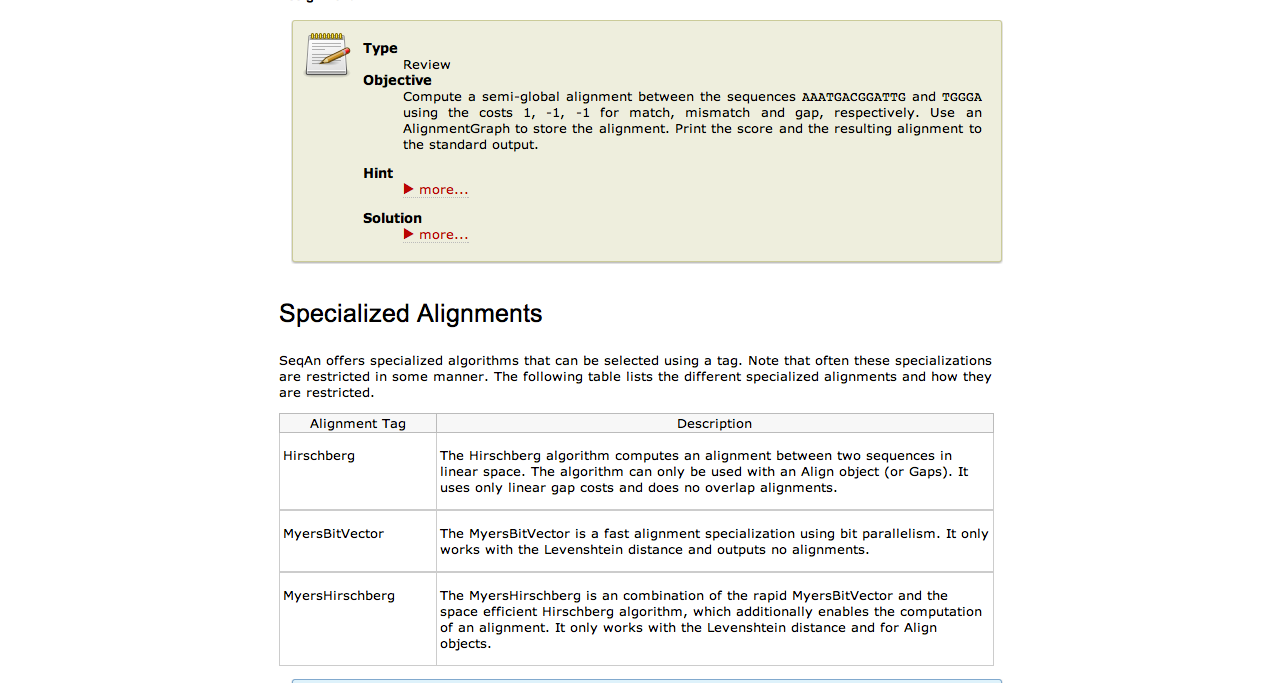 Type
Review
Objective
Compute a semi-global alignment between the sequences AAATGACGGATTG and TGGGA
using the costs 1, -1, -1 for match, mismatch and gap, respectively. Use an
AlignmentGraph to store the alignment. Print the score and the resulting alignment to
the standard output.
Hint
more...
Solution
more...
Specialized Alignments
SeqAn offers specialized algorithms that can be selected using a tag. Note that often these specializations
are restricted in some manner. The following table lists the different specialized alignments and how they
are restricted.
Alignment Tag Description
Hirschberg The Hirschberg algorithm computes an alignment between two sequences in
linear space. The algorithm can only be used with an Align object (or Gaps). It
uses only linear gap costs and does no overlap alignments.
MyersBitVector The MyersBitVector is a fast alignment specialization using bit parallelism. It only
works with the Levenshtein distance and outputs no alignments.
MyersHirschberg The MyersHirschberg is an combination of the rapid MyersBitVector and the
space efficient Hirschberg algorithm, which additionally enables the computation
of an alignment. It only works with the Levenshtein distance and for Align
objects.